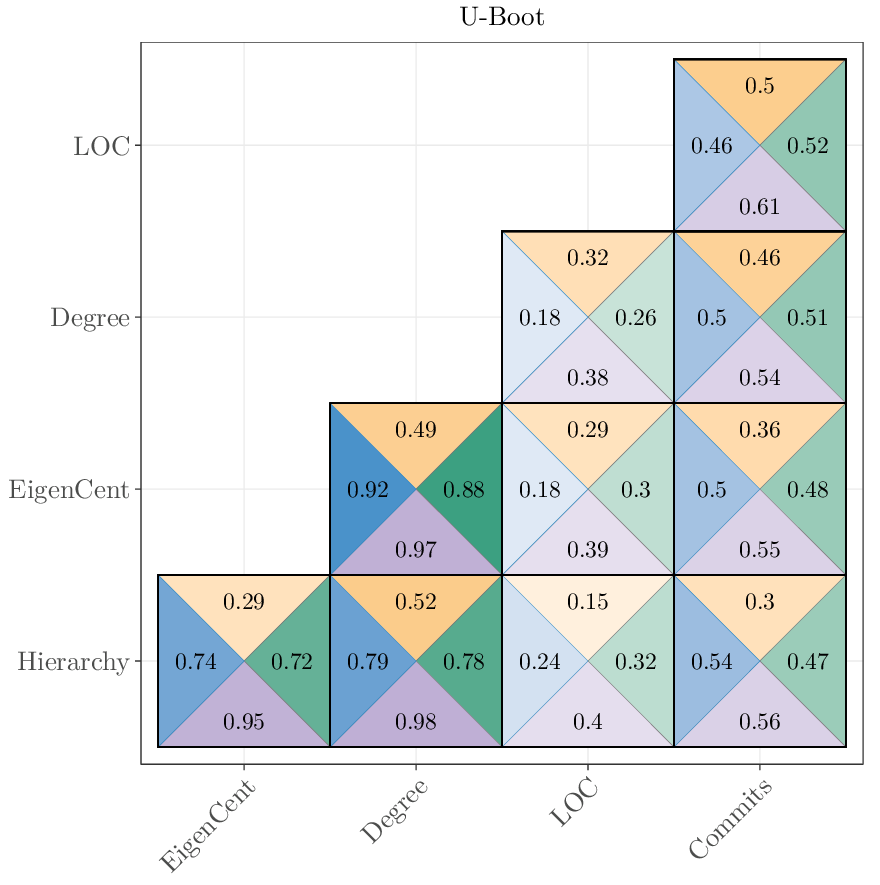 U-Boot
LOC
0.5
0.46 0.52
0.61
Degree
0.32 0.46
0.18 0.26 0.5 0.51
0.38 0.54
EigenCent
0.49 0.29 0.36
0.92 0.88 0.18 0.3 0.5 0.48
0.97 0.39 0.55
Hierarchy
0.29 0.52 0.15 0.3
0.74 0.72 0.79 0.78 0.24 0.32 0.54 0.47
0.95 0.98 0.4 0.56
EigenCent
Degree
LOC
Commits